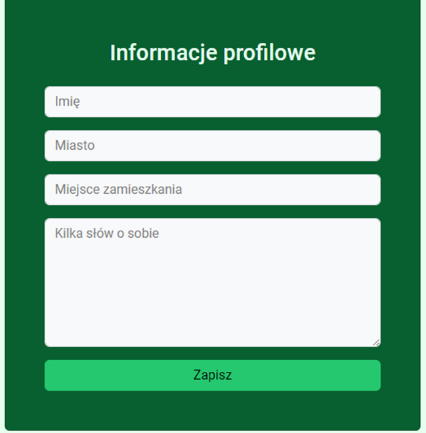 Informacje profilowe
Imię
Miasto
Miejsce zamieszkania
Kilka słów o sobie
Zapisz